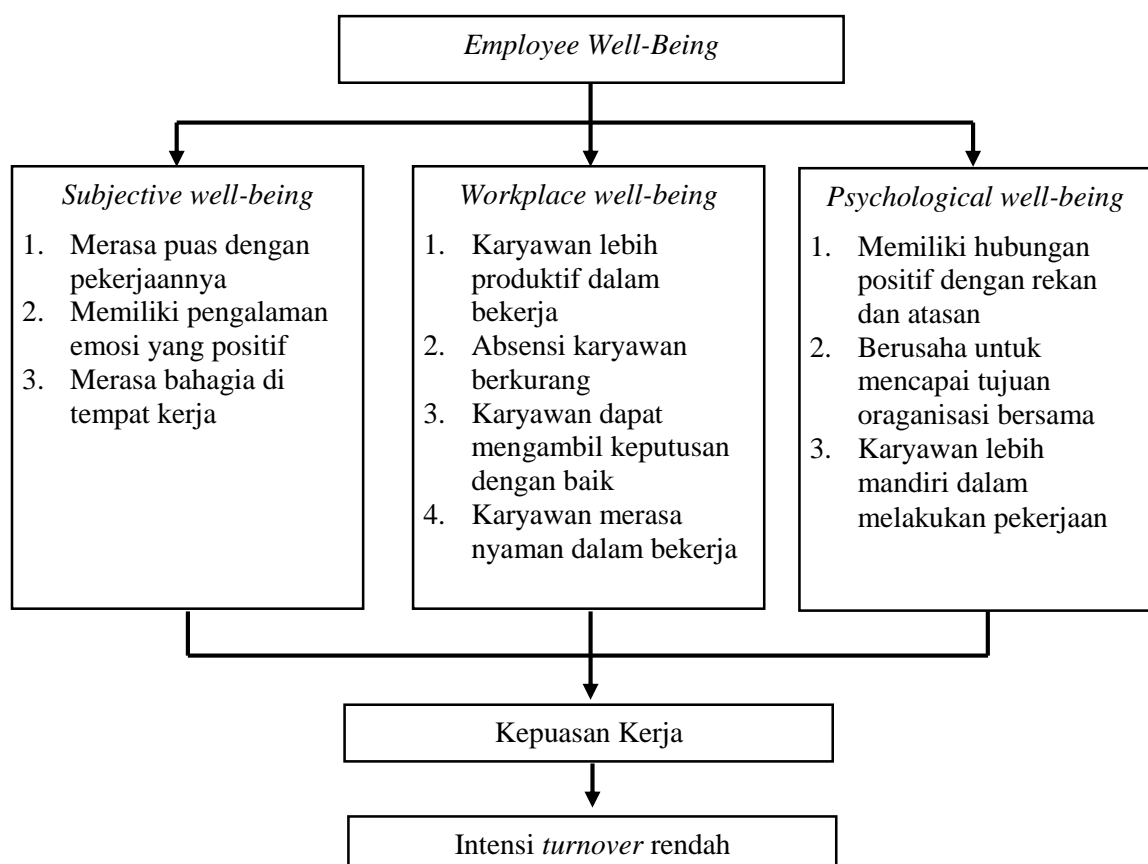 Employee Well-Being
Subjective well-being
1. Merasa puas dengan
pekerjaannya
2. Memiliki pengalaman
emosi yang positif
3. Merasa bahagia di
tempat kerja
Workplace well-being
1. Karyawan lebih
produktif dalam
bekerja
2. Absensi karyawan
berkurang
3. Karyawan dapat
mengambil keputusan
dengan baik
4. Karyawan merasa
nyaman dalam bekerja
Psychological well-being
1. Memiliki hubungan
positif dengan rekan
dan atasan
2. Berusaha untuk
mencapai tujuan
oraganisasi bersama
3. Karyawan lebih
mandiri dalam
melakukan pekerjaan
Kepuasan Kerja
Intensi turnover rendah